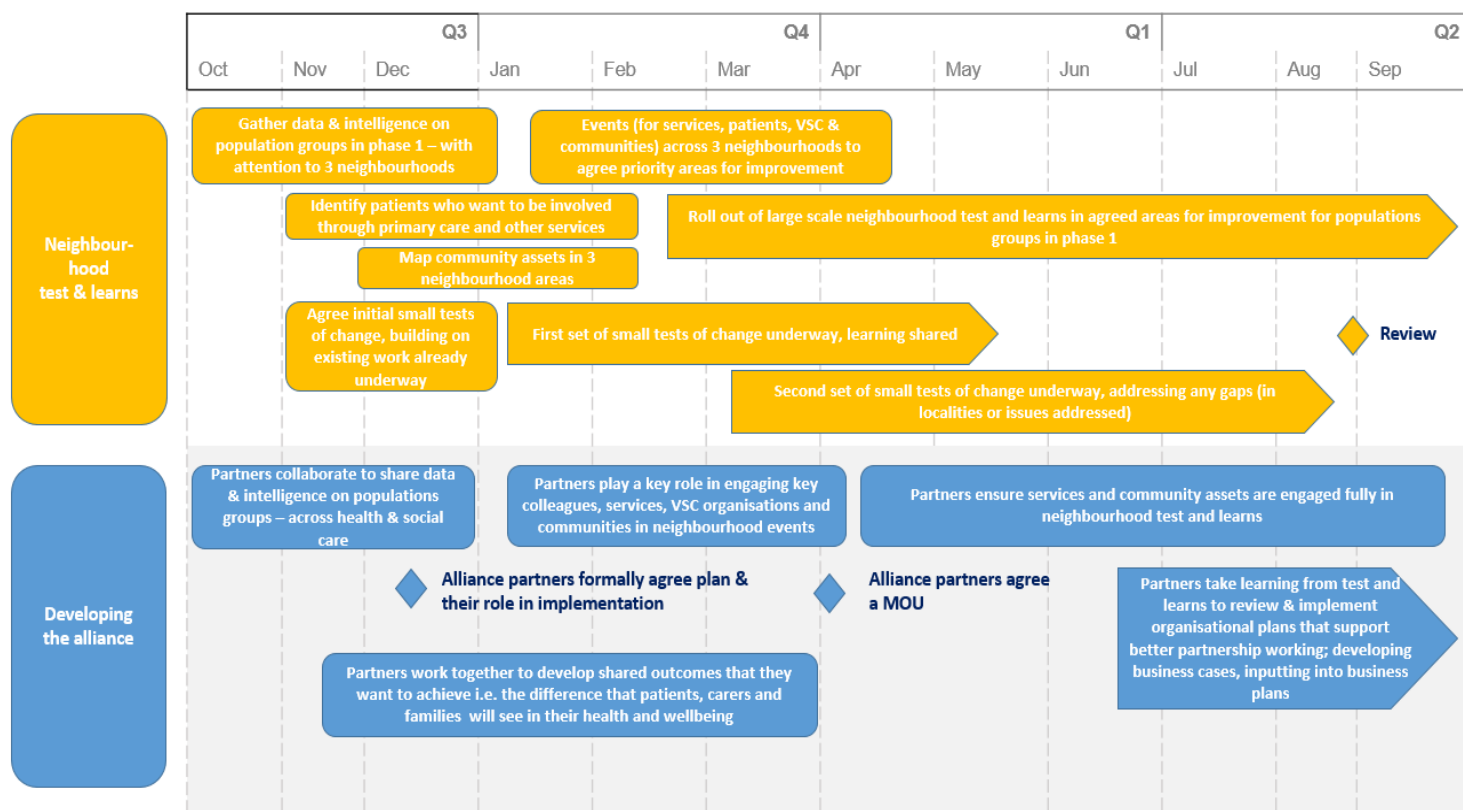 Q3
Q4
Q1
Q2
Oct
Nov
Dec
Jan
Feb
Mar
Apr
May
Jun
Jul
Aug
Sep
Neighbour-
hood
test & learns
Gather data & intelligence on
population groups in phase 1 – with
attention to 3 neighbourhoods
Events (for services, patients, VSC &
communities) across 3 neighbourhoods to
agree priority areas for improvement
Identify patients who want to be involved
through primary care and other services
Roll out of large scale neighbourhood test and learns in agreed areas for improvement for populations
groups in phase 1
Map community assets in 3
neighbourhood areas
Agree initial small tests
of change, building on
existing work already
underway
First set of small tests of change underway, learning shared
Review
Second set of small tests of change underway, addressing any gaps (in
localities or issues addressed)
Developing
the alliance
Partners collaborate to share data
& intelligence on populations
groups – across health & social
care
Partners play a key role in engaging key
colleagues, services, VSC organisations and
communities in neighbourhood events
Partners ensure services and community assets are engaged fully in
neighbourhood test and learns
Alliance partners formally agree plan &
their role in implementation
Alliance partners agree
a MOU
Partners take learning from test and
learns to review & implement
organisational plans that support
better partnership working; developing
business cases, inputting into business
plans
Partners work together to develop shared outcomes that they
want to achieve i.e. the difference that patients, carers and
families will see in their health and wellbeing